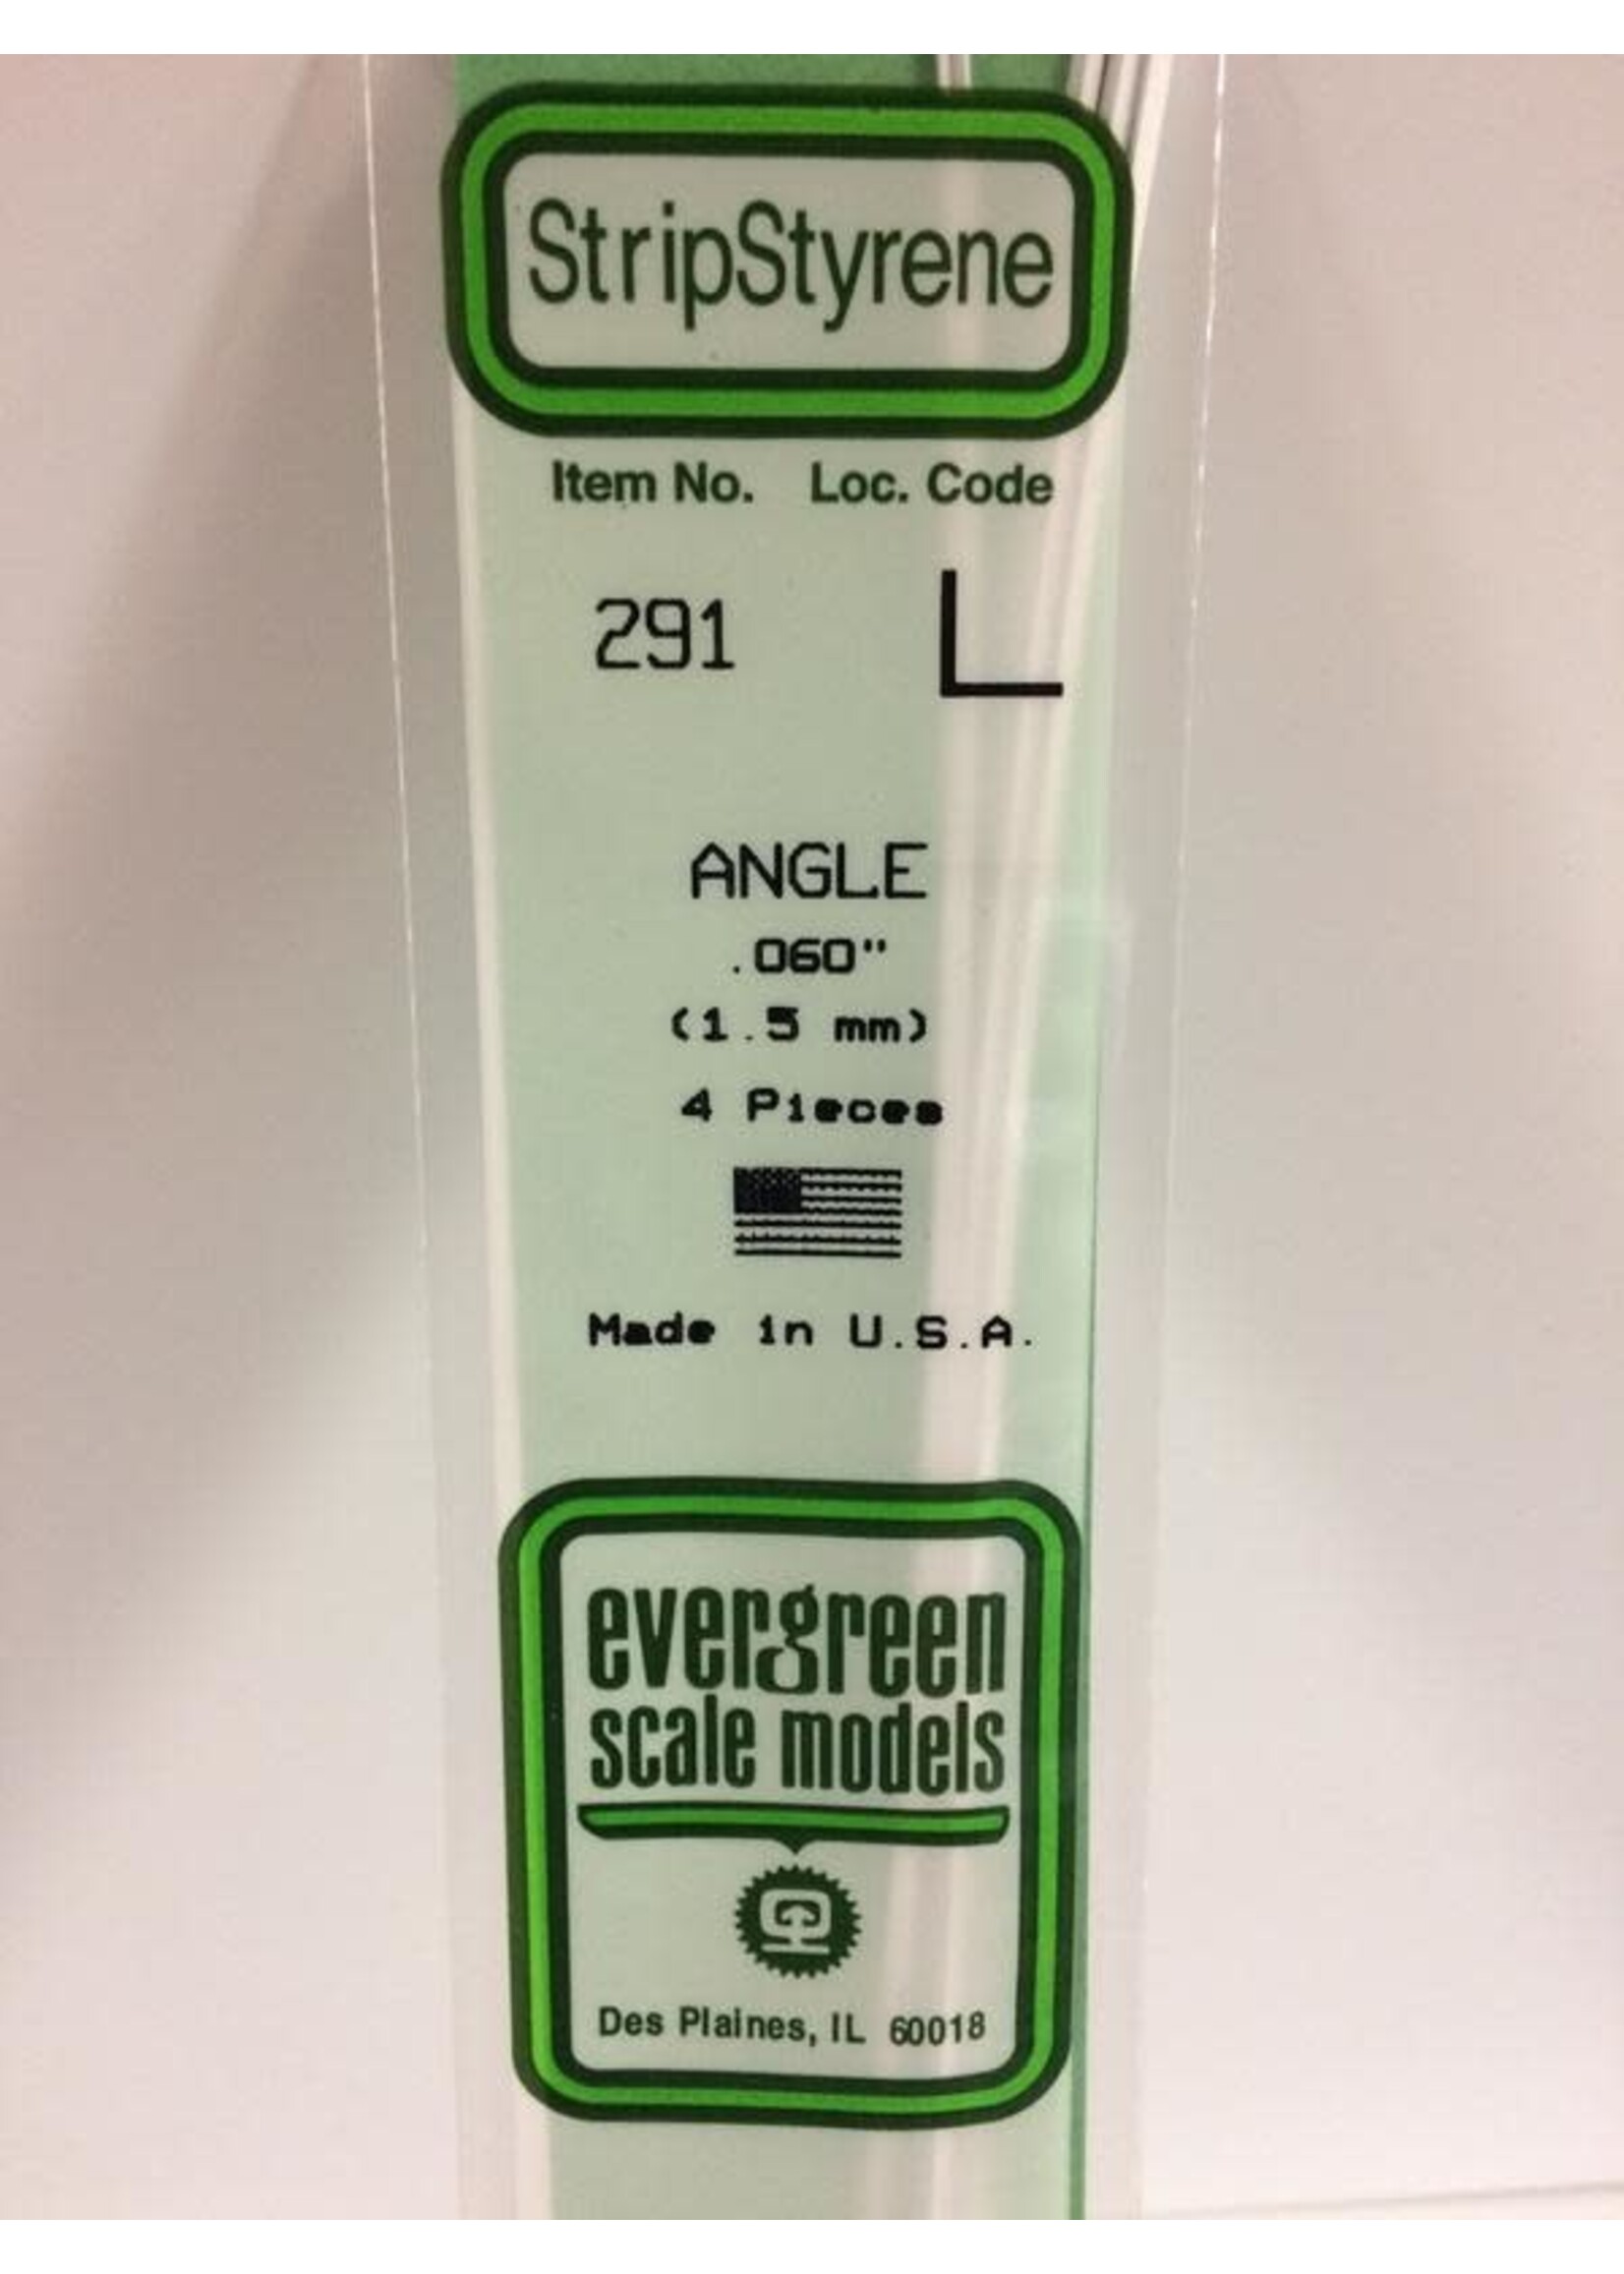 StripStyrene
Item No. Loc. Code
291 L
ANGLE
.060"
(1.5 mm)
4 Pieces
Made in U.S.A.
evergreen
scale models
Des Plaines, IL 60018